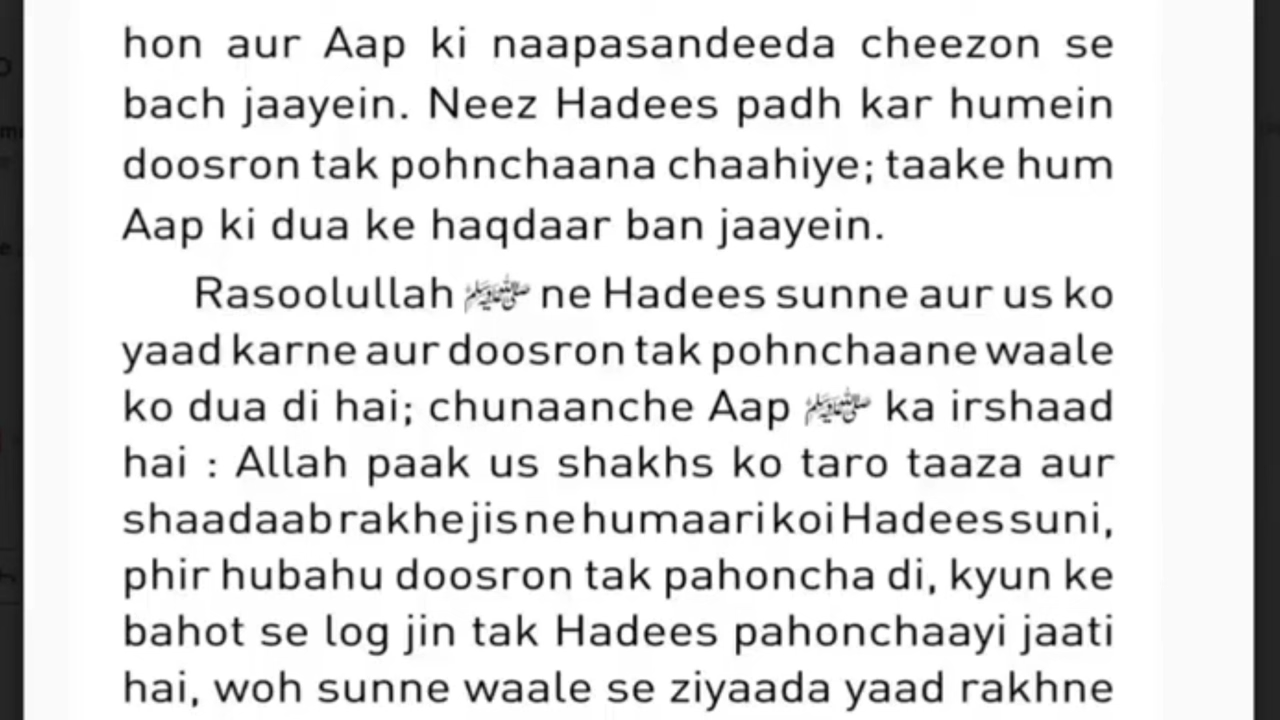 hon aur Aap ki naapasandeeda cheezon se
bach jaayein. Neez Hadees padh kar humein
doosron tak pohnchaana chaahiye; taake hum
Aap ki dua ke haqdaar ban jaayein.
Rasoolullah ﷺ ne Hadees sunne aur us ko
yaad karne aur doosron tak pohnchaane waale
ko dua di hai; chunaanche Aap ﷺ ka irshaad
hai : Allah paak us shakhs ko taro taaza aur
shaadaab rakhe jis ne humaari koi Hadees suni,
phir hubahu doosron tak pahoncha di, kyun ke
bahot se log jin tak Hadees pahonchaayi jaati
hai, woh sunne waale se ziyaada yaad rakhne